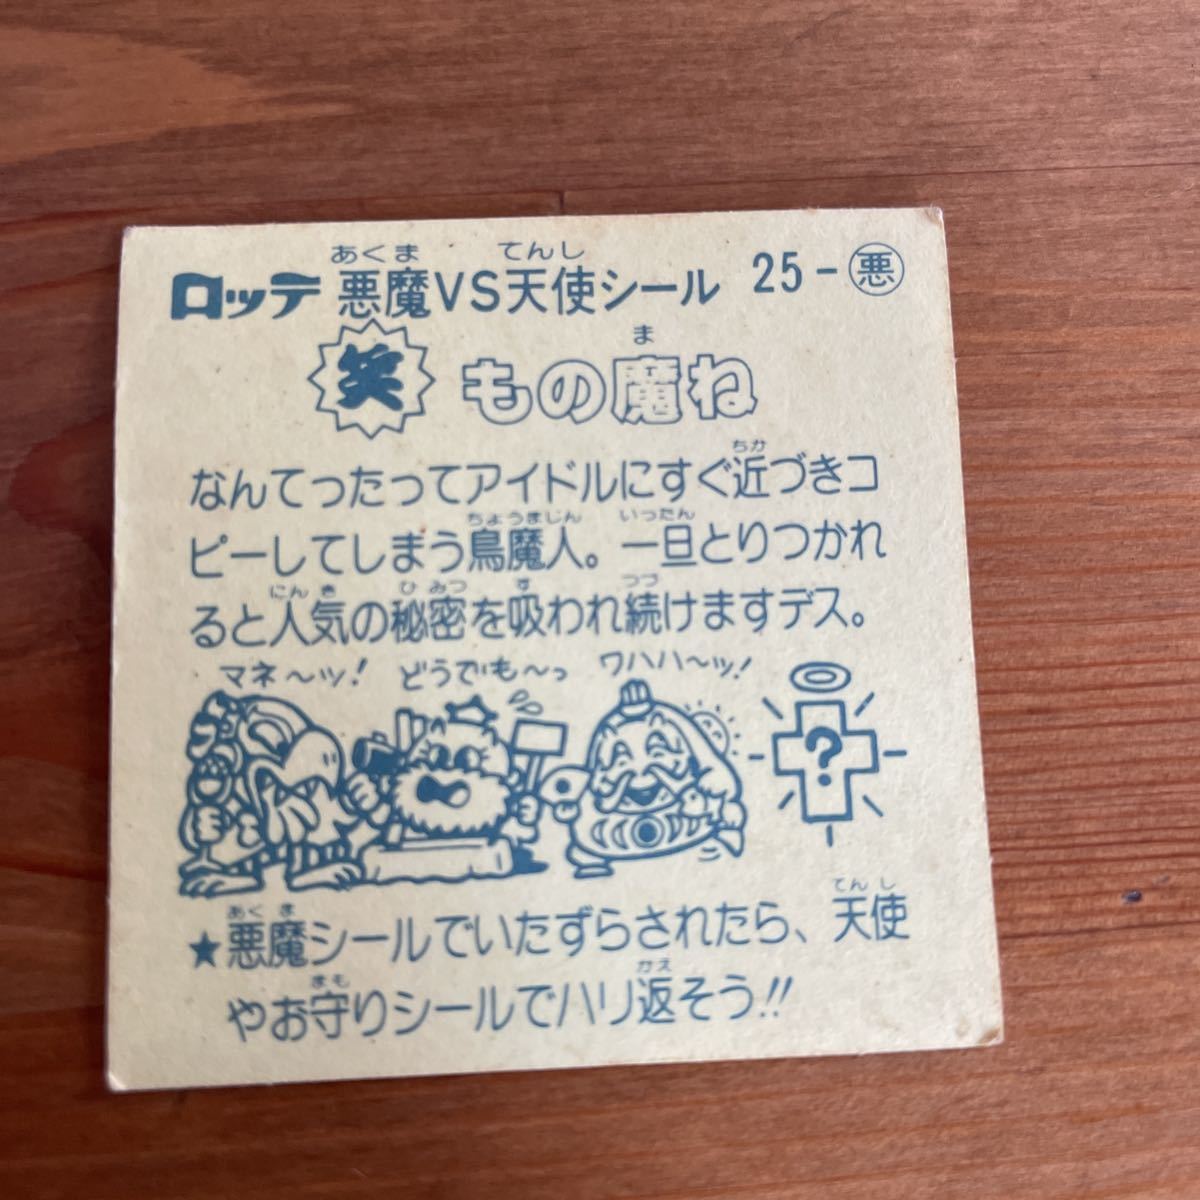 ロッテ 悪魔VS天使シール 25-悪
あくま てんし
笑 もの魔ね
ま
なんてったってアイドルにすぐ近づきコ
ちか
ピーしてしまう鳥魔人。一旦とりつかれ
ちょうまじん いったん
ると人気の秘密を吸われ続けますデス。
にんき ひみつ す つづ
マネ〜ッ! どうでも〜っ ワハハ〜ッ!
?
★悪魔シールでいたずらされたら、天使
あくま てんし
やお守りシールでハリ返そう!!
まも かえ